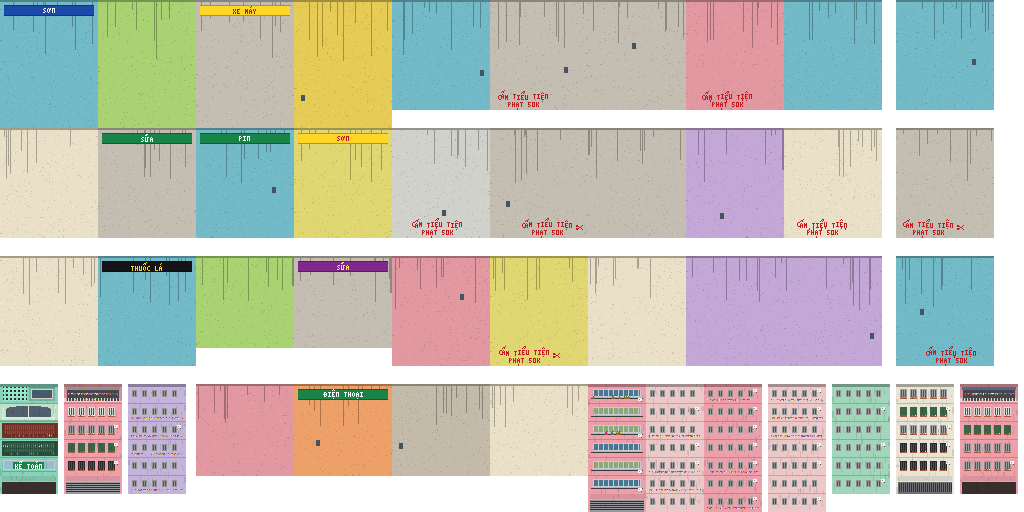 SƠN
XE MÁY
CẤM TIỂU TIỆN
PHẠT 50K
CẤM TIỂU TIỆN
PHẠT 50K
SỮA
PIN
SƠN
CẤM TIỂU TIỆN
PHẠT 50K
CẤM TIỂU TIỆN
PHẠT 50K
CẤM TIỂU TIỆN
PHẠT 50K
CẤM TIỂU TIỆN
PHẠT 50K
THUỐC LÁ
SỮA
CẤM TIỂU TIỆN
PHẠT 50K
CẤM TIỂU TIỆN
PHẠT 50K
ĐIỆN THOẠI
KẾ TOÁN